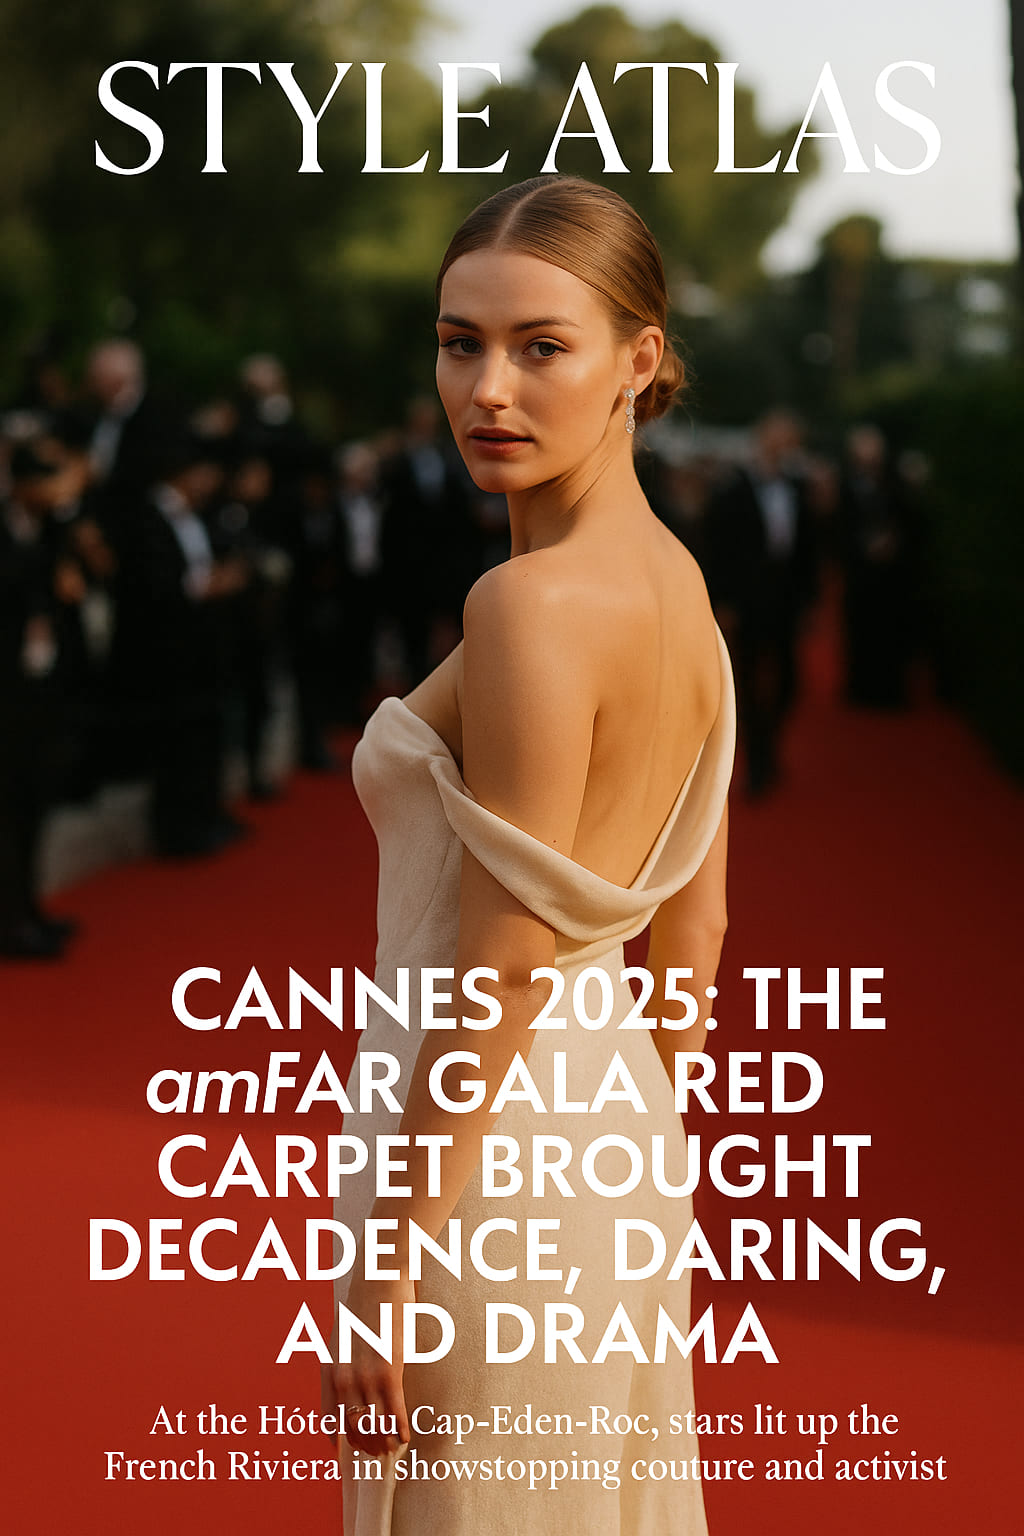 STYLE ATLAS
CANNES 2025: THE
amFAR GALA RED
CARPET BROUGHT
DECADENCE, DARING,
AND DRAMA
At the Hótel du Cap-Eden-Roc, stars lit up the
French Riviera in showstopping couture and activist